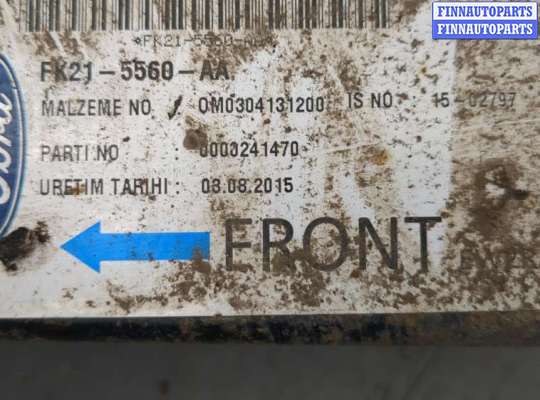 FINNAUTOPARTS
FINNAUTOPARTS
FK21-5560-AA
MALZEME NO : 0M0304131200 IS NO : 15-02797
PARTI NO : 0003241470
URETIM TARIHI : 03.08.2015
FRONT